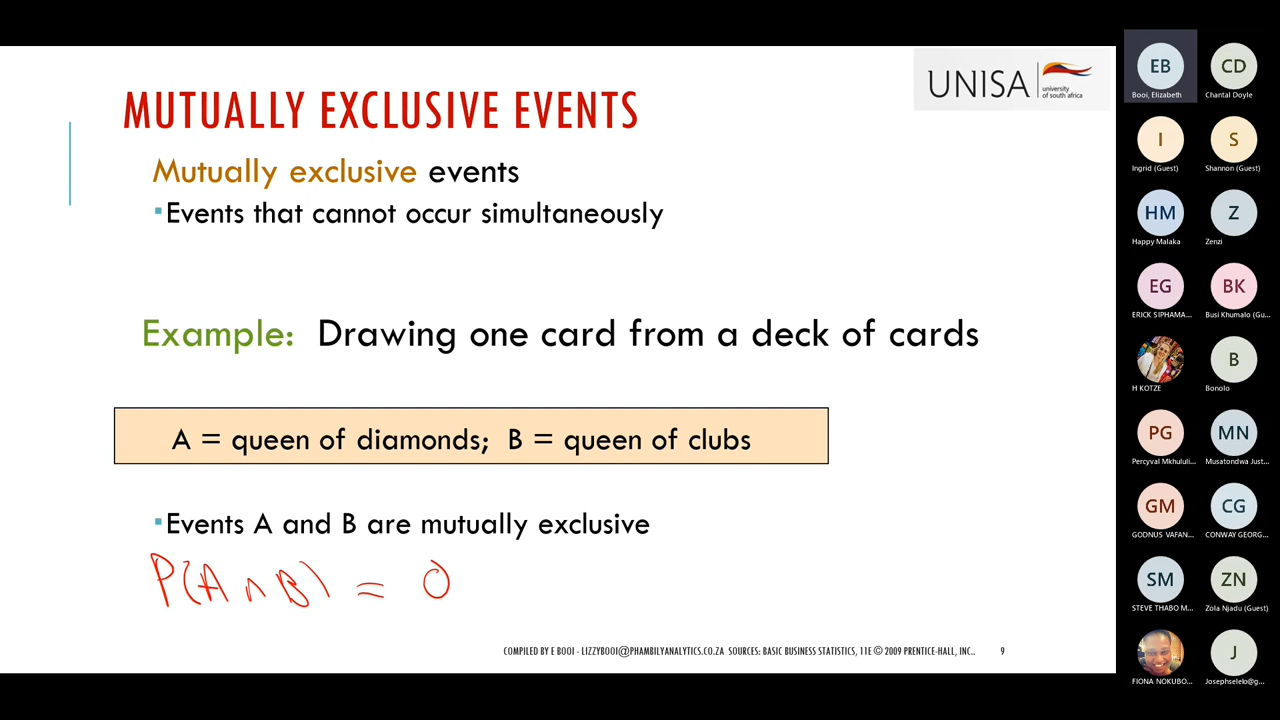 UNISA
university
of south africa
MUTUALLY EXCLUSIVE EVENTS
Mutually exclusive events
▪Events that cannot occur simultaneously
Example: Drawing one card from a deck of cards
A = queen of diamonds; B = queen of clubs
▪Events A and B are mutually exclusive
P(A ∩ B) = 0
COMPILED BY E BOOI - LIZZYBOOI@PHAMBILYANALYTICS.CO.ZA SOURCES: BASIC BUSINESS STATISTICS, 11E © 2009 PRENTICE-HALL, INC..
9
EB
Booi, Elizabeth
CD
Chantal Doyle
I
Ingrid (Guest)
S
Shannon (Guest)
HM
Happy Malaka
Z
Zenzi
EG
ERICK SIPHAMA...
BK
Busi Khumalo (Gu...
H KOTZE
B
Bonolo
PG
Percyval Mkhululi...
MN
Musatondwa Just...
GM
GODNUS VAFAN...
CG
CONWAY GEORG...
SM
STEVE THABO M...
ZN
Zola Njadu (Guest)
FIONA NOKUBO...
J
Josephselelo@g...